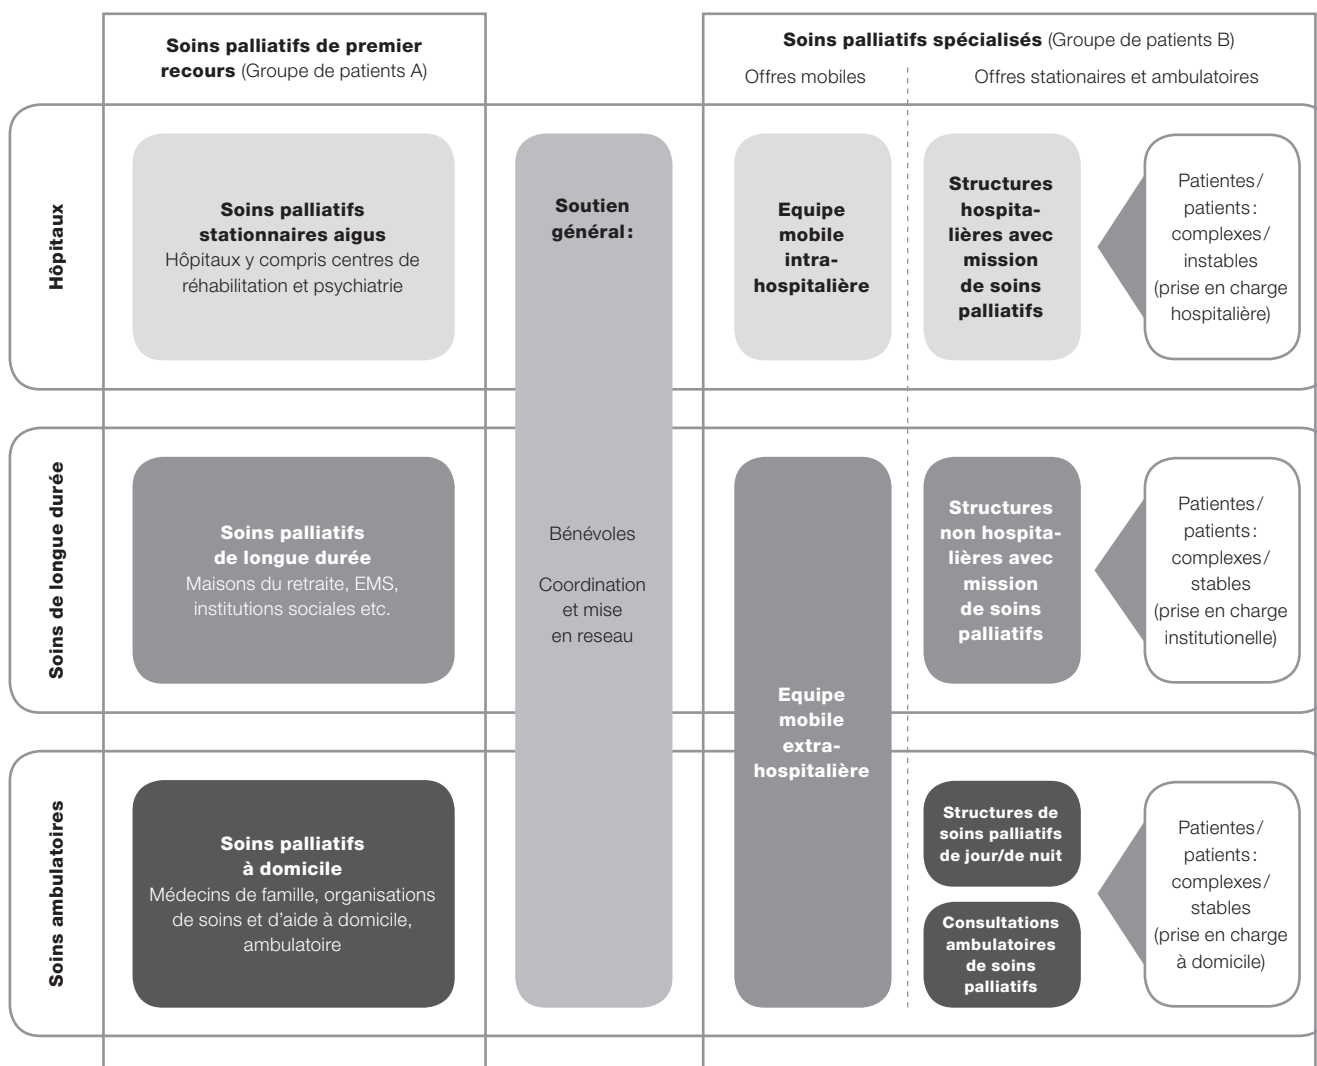 Soins palliatifs de premier
recours (Groupe de patients A)
Soins palliatifs spécialisés (Groupe de patients B)
Offres mobiles
Offres stationaires et ambulatoires
Hôpitaux
Soins palliatifs
stationnaires aigus
Hôpitaux y compris centres de
réhabilitation et psychiatrie
Soutien
général :
Equipe
mobile
intra-
hospitalière
Structures
hospita-
lières avec
mission
de soins
palliatifs
Patientes/
patients :
complexes/
instables
(prise en charge
hospitalière)
Soins de longue durée
Soins palliatifs
de longue durée
Maisons du retraite, EMS,
institutions sociales etc.
Bénévoles
Coordination
et mise
en reseau
Equipe
mobile
extra-
hospitalière
Structures
non hospita-
lières avec
mission
de soins
palliatifs
Patientes/
patients :
complexes/
stables
(prise en charge
institutionelle)
Soins ambulatoires
Soins palliatifs
à domicile
Médecins de famille, organisations
de soins et d'aide à domicile,
ambulatoire
Structures de
soins palliatifs
de jour/de nuit
Consultations
ambulatoires
de soins
palliatifs
Patientes/
patients :
complexes/
stables
(prise en charge
à domicile)